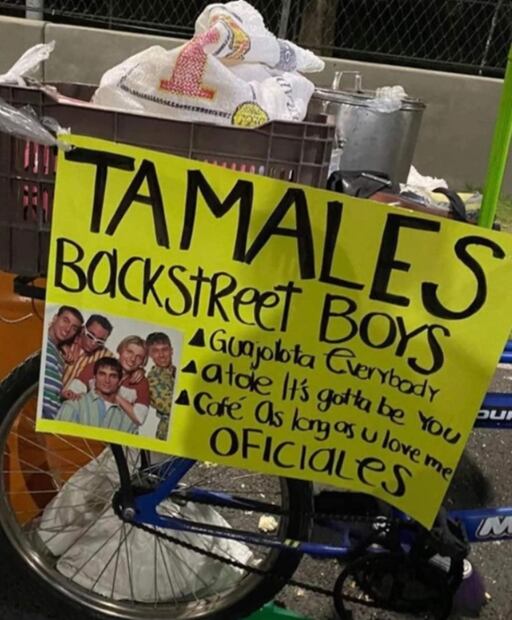 TAMALES
BACKSTREET BOYS
▲Guajolota Everybody
▲atole It's gotta be you
▲Café As long as u love me
OFICIALES